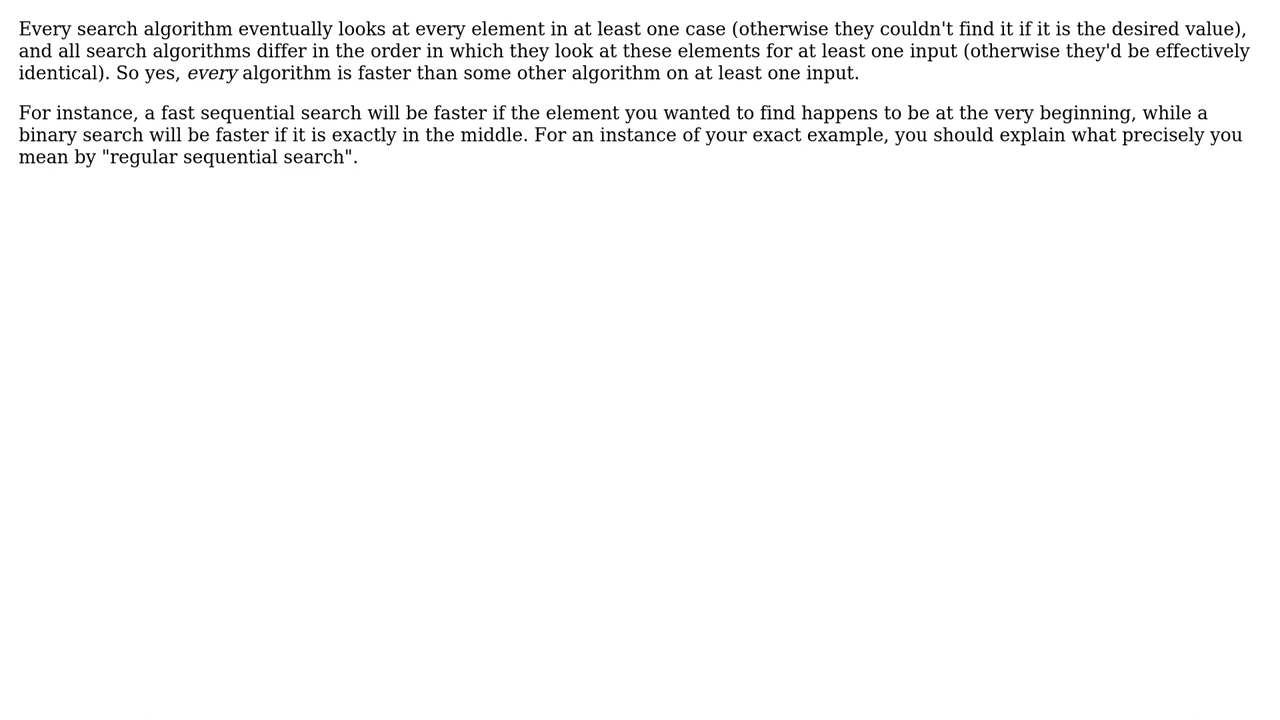 Every search algorithm eventually looks at every element in at least one case (otherwise they couldn't find it if it is the desired value),
and all search algorithms differ in the order in which they look at these elements for at least one input (otherwise they'd be effectively
identical). So yes, every algorithm is faster than some other algorithm on at least one input.
For instance, a fast sequential search will be faster if the element you wanted to find happens to be at the very beginning, while a
binary search will be faster if it is exactly in the middle. For an instance of your exact example, you should explain what precisely you
mean by "regular sequential search".